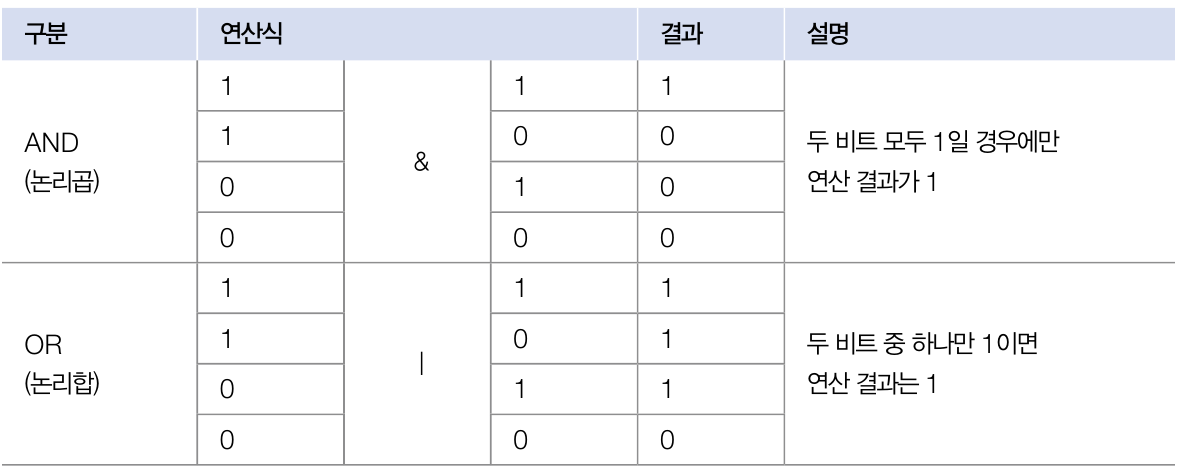 구분 연산식 결과 설명
AND
(논리곱)
1 & 1 1
1 0 0
0 1 0
0 0 0
두 비트 모두 1일 경우에만
연산 결과가 1
OR
(논리합)
1 | 1 1
1 0 1
0 1 1
0 0 0
두 비트 중 하나만 1이면
연산 결과는 1